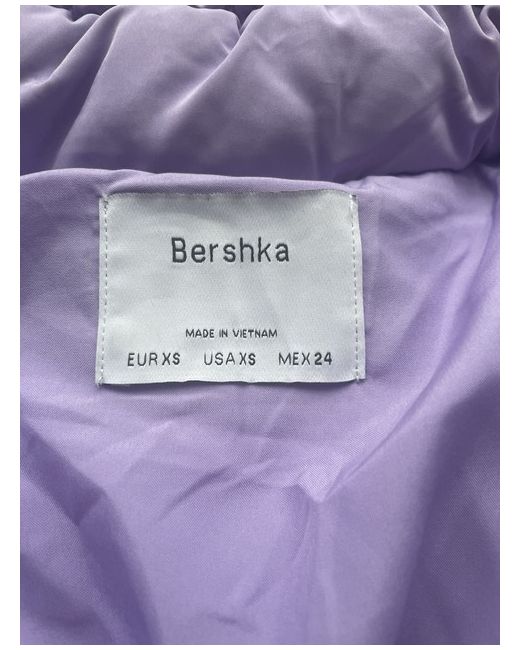 Bershka
MADE IN VIETNAM
EUR XS USA XS MEX 24